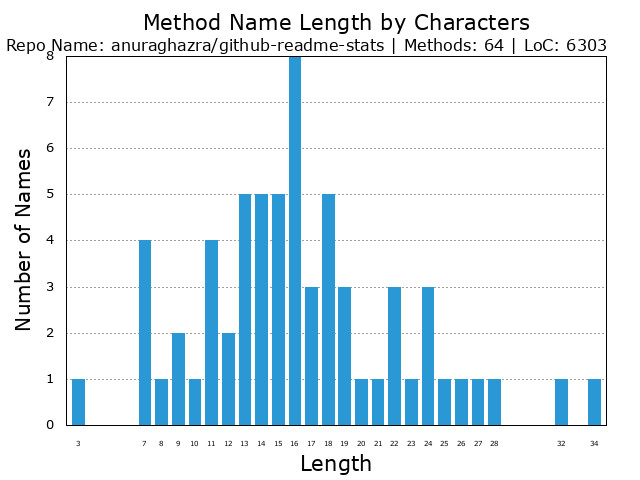 Method Name Length by Characters
Repo Name: anuraghazra/github-readme-stats | Methods: 64 | LoC: 6303
8
7
6
5
4
3
2
1
0
Number of Names
3 7 8 9 10 11 12 13 14 15 16 17 18 19 20 21 22 23 24 25 26 27 28 32 34
Length